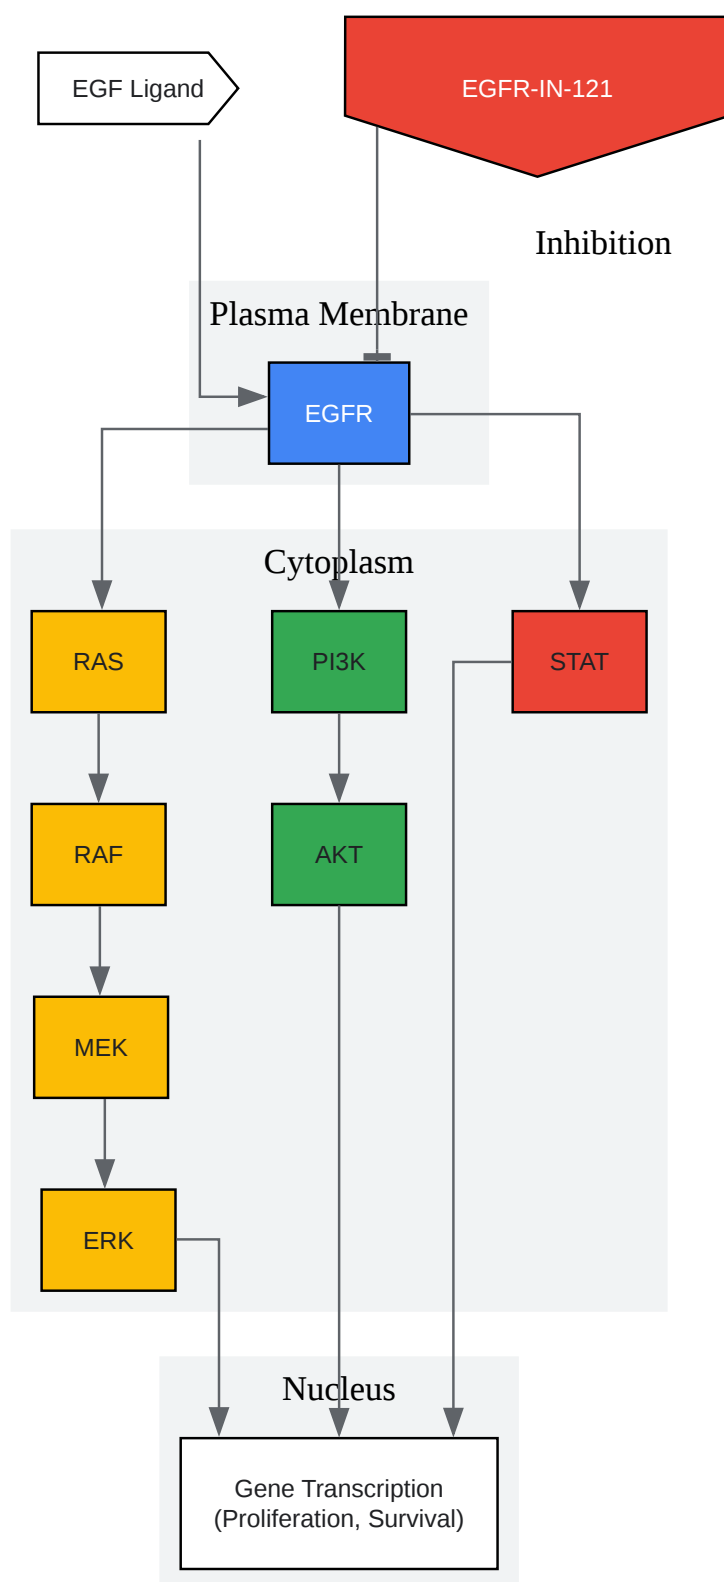 EGF Ligand
EGFR-IN-121
Inhibition
Plasma Membrane
EGFR
Cytoplasm
RAS
PI3K
STAT
RAF
AKT
MEK
ERK
Nucleus
Gene Transcription
(Proliferation, Survival)